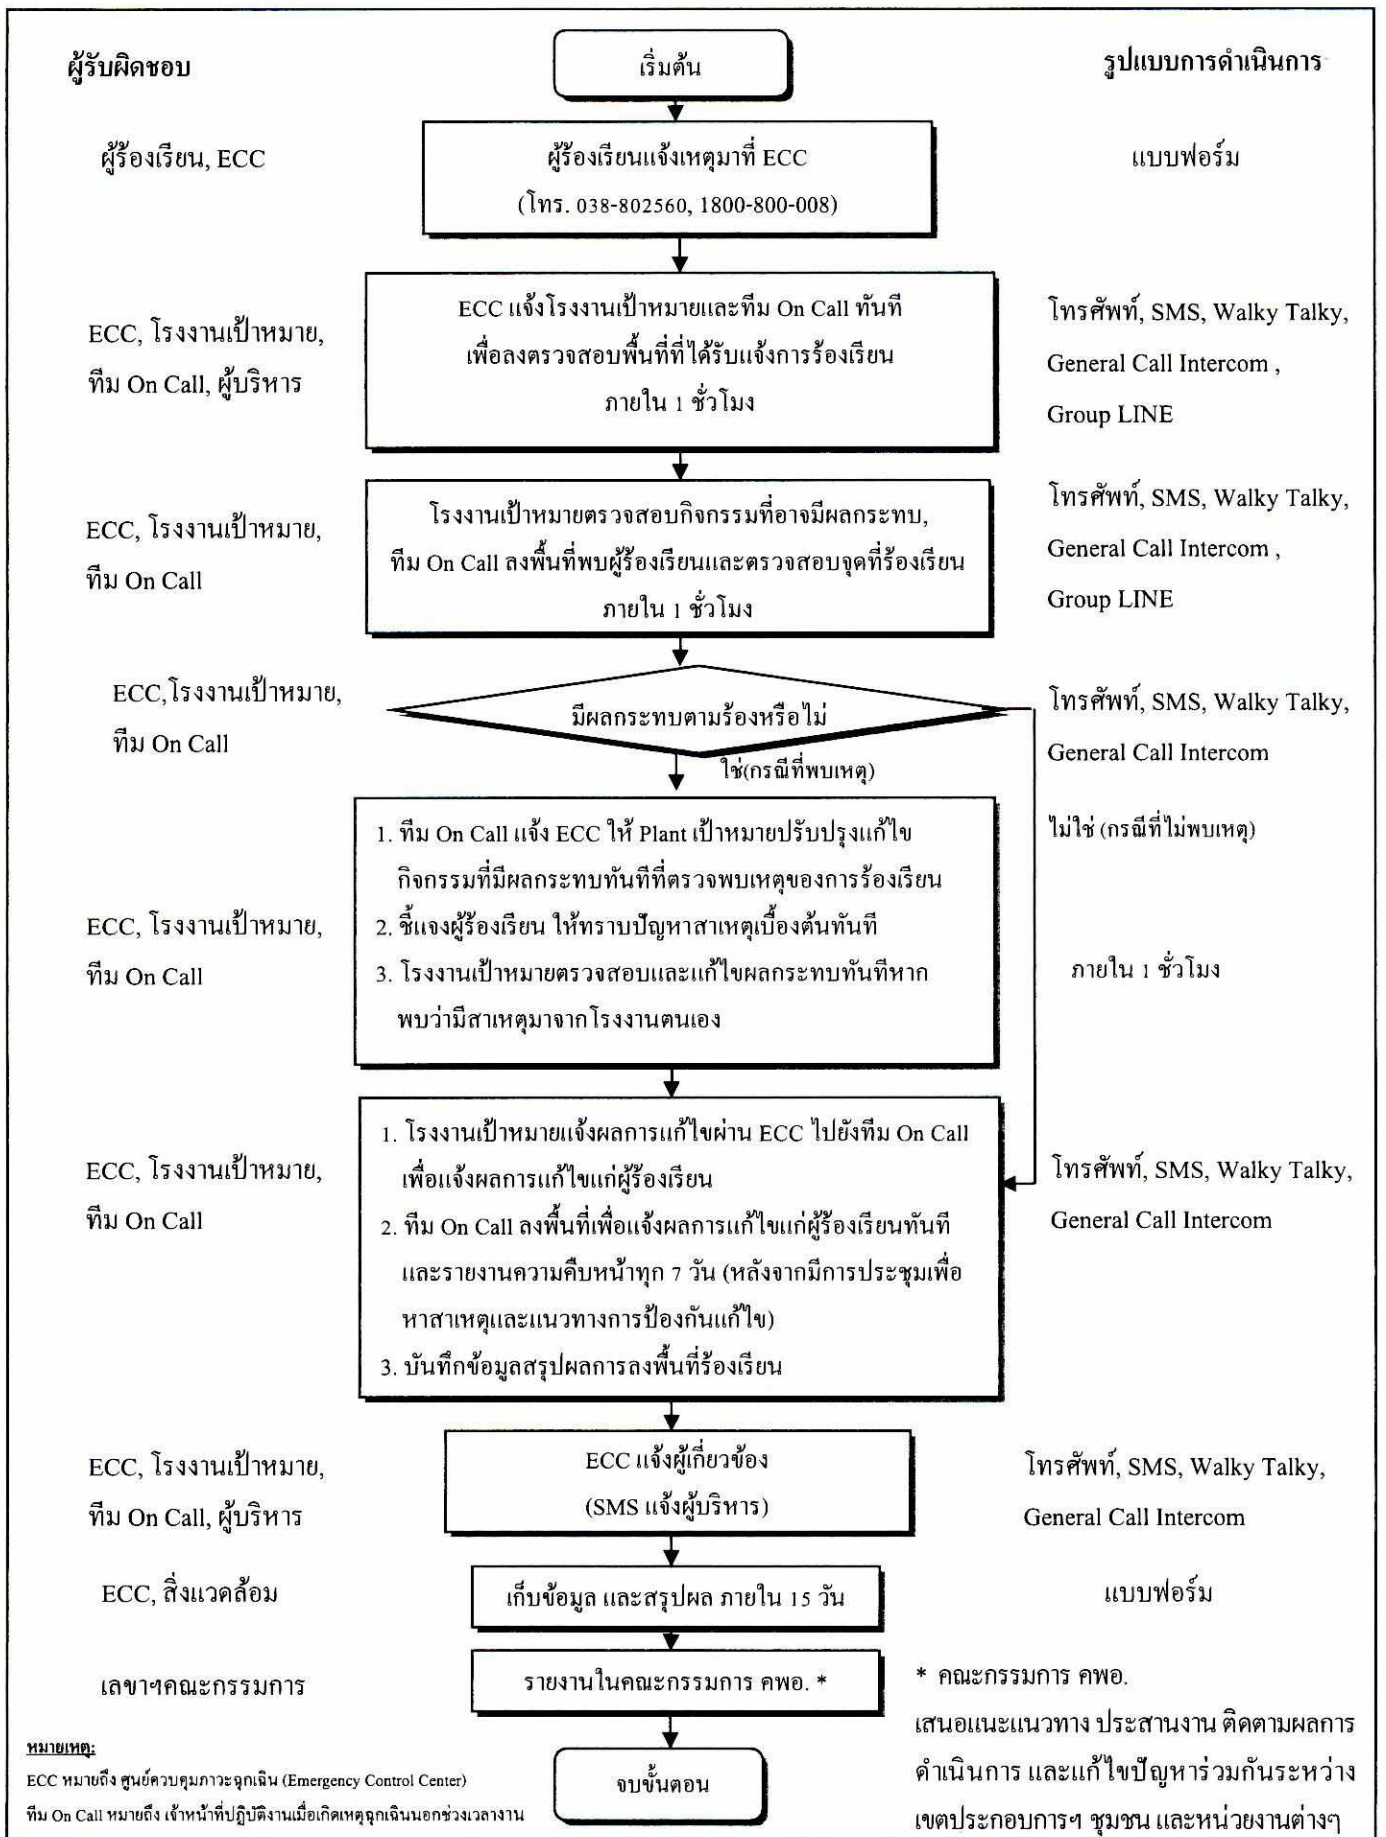 ผู้รับผิดชอบ
เริ่มต้น
รูปแบบการดำเนินการ
ผู้ร้องเรียน, ECC
ผู้ร้องเรียนแจ้งเหตุมาที่ ECC
(โทร. 038-802560, 1800-800-008)
แบบฟอร์ม
ECC, โรงงานเป้าหมาย,
ทีม On Call, ผู้บริหาร
ECC แจ้งโรงงานเป้าหมายและทีม On Call ทันที
เพื่อลงตรวจสอบพื้นที่ที่ได้รับแจ้งการร้องเรียน
ภายใน 1 ชั่วโมง
โทรศัพท์, SMS, Walky Talky,
General Call Intercom ,
Group LINE
ECC, โรงงานเป้าหมาย,
ทีม On Call
โรงงานเป้าหมายตรวจสอบกิจกรรมที่อาจมีผลกระทบ,
ทีม On Call ลงพื้นที่พบผู้ร้องเรียนและตรวจสอบจุดที่ร้องเรียน
ภายใน 1 ชั่วโมง
โทรศัพท์, SMS, Walky Talky,
General Call Intercom ,
Group LINE
ECC,โรงงานเป้าหมาย,
ทีม On Call
มีผลกระทบตามร้องหรือไม่
โทรศัพท์, SMS, Walky Talky,
General Call Intercom
ใช่(กรณีที่พบเหตุ)
ไม่ใช่ (กรณีที่ไม่พบเหตุ)
ECC, โรงงานเป้าหมาย,
ทีม On Call
1. ทีม On Call แจ้ง ECC ให้ Plant เป้าหมายปรับปรุงแก้ไข
กิจกรรมที่มีผลกระทบทันทีที่ตรวจพบเหตุของการร้องเรียน
2. ชี้แจงผู้ร้องเรียน ให้ทราบปัญหาสาเหตุเบื้องต้นทันที
3. โรงงานเป้าหมายตรวจสอบและแก้ไขผลกระทบทันทีหาก
พบว่ามีสาเหตุมาจากโรงงานตนเอง
ภายใน 1 ชั่วโมง
ECC, โรงงานเป้าหมาย,
ทีม On Call
1. โรงงานเป้าหมายแจ้งผลการแก้ไขผ่าน ECC ไปยังทีม On Call
เพื่อแจ้งผลการแก้ไขแก่ผู้ร้องเรียน
2. ทีม On Call ลงพื้นที่เพื่อแจ้งผลการแก้ไขแก่ผู้ร้องเรียนทันที
และรายงานความคืบหน้าทุก 7 วัน (หลังจากมีการประชุมเพื่อ
หาสาเหตุและแนวทางการป้องกันแก้ไข)
3. บันทึกข้อมูลสรุปผลการลงพื้นที่ร้องเรียน
โทรศัพท์, SMS, Walky Talky,
General Call Intercom
ECC, โรงงานเป้าหมาย,
ทีม On Call, ผู้บริหาร
ECC แจ้งผู้เกี่ยวข้อง
(SMS แจ้งผู้บริหาร)
โทรศัพท์, SMS, Walky Talky,
General Call Intercom
ECC, สิ่งแวดล้อม
เก็บข้อมูล และสรุปผล ภายใน 15 วัน
แบบฟอร์ม
เลขาฯคณะกรรมการ
รายงานในคณะกรรมการ คพอ. *
* คณะกรรมการ คพอ.
เสนอแนะแนวทาง ประสานงาน ติดตามผลการ
ดำเนินการ และแก้ไขปัญหาร่วมกันระหว่าง
เขตประกอบการฯ ชุมชน และหน่วยงานต่างๆ
จบขั้นตอน
หมายเหตุ:
ECC หมายถึง ศูนย์ควบคุมภาวะฉุกเฉิน (Emergency Control Center)
ทีม On Call หมายถึง เจ้าหน้าที่ปฏิบัติงานเมื่อเกิดเหตุฉุกเฉินนอกช่วงเวลางาน